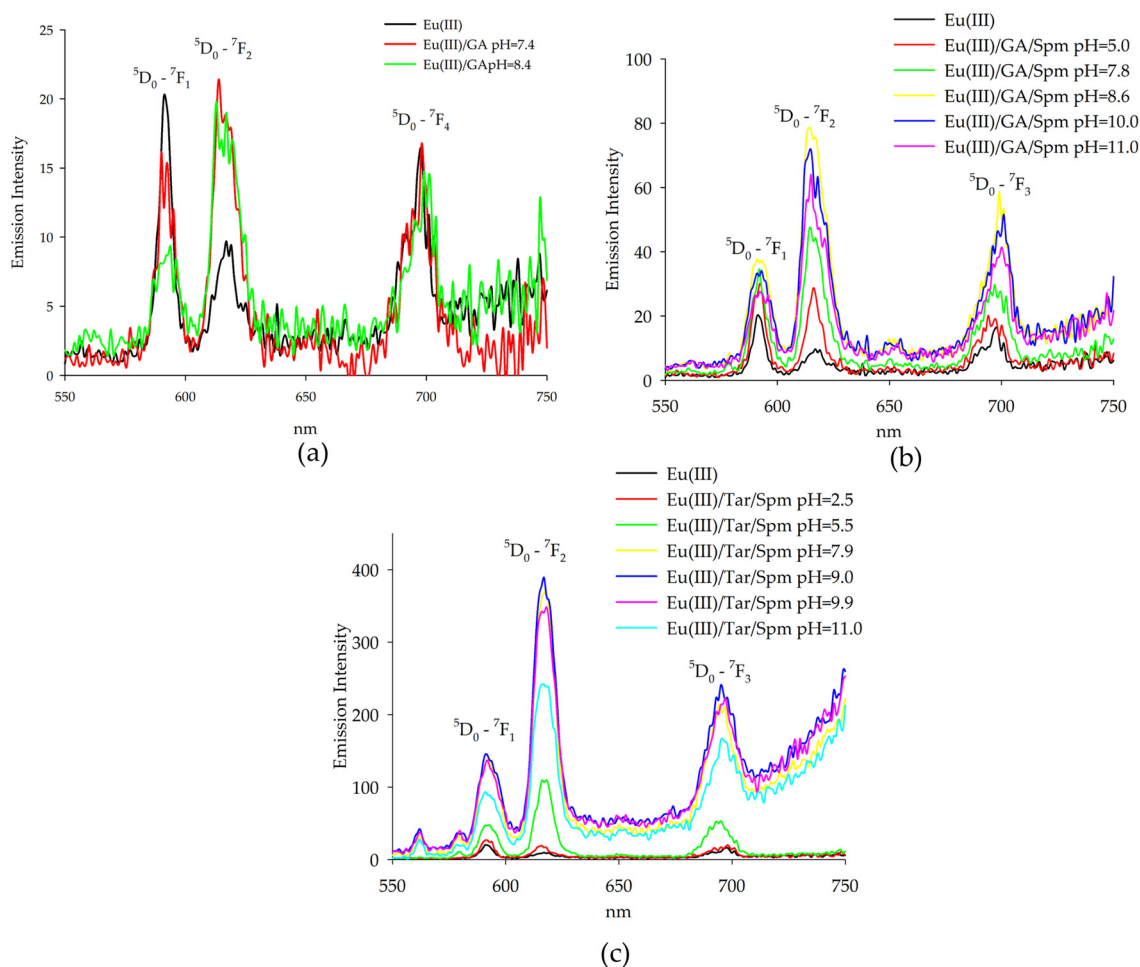 Eu(III)
Eu(III)/GA pH=7.4
Eu(III)/GApH=8.4
⁵D₀ - ⁷F₁
⁵D₀ - ⁷F₂
⁵D₀ - ⁷F₄
Emission Intensity
25
20
15
10
5
0
550
600
650
700
750
nm
(a)
Eu(III)
Eu(III)/GA/Spm pH=5.0
Eu(III)/GA/Spm pH=7.8
Eu(III)/GA/Spm pH=8.6
Eu(III)/GA/Spm pH=10.0
Eu(III)/GA/Spm pH=11.0
⁵D₀ - ⁷F₁
⁵D₀ - ⁷F₂
⁵D₀ - ⁷F₃
Emission Intensity
100
80
60
40
20
0
550
600
650
700
750
nm
(b)
Eu(III)
Eu(III)/Tar/Spm pH=2.5
Eu(III)/Tar/Spm pH=5.5
Eu(III)/Tar/Spm pH=7.9
Eu(III)/Tar/Spm pH=9.0
Eu(III)/Tar/Spm pH=9.9
Eu(III)/Tar/Spm pH=11.0
⁵D₀ - ⁷F₁
⁵D₀ - ⁷F₂
⁵D₀ - ⁷F₃
Emission Intensity
400
300
200
100
0
550
600
650
700
750
nm
(c)